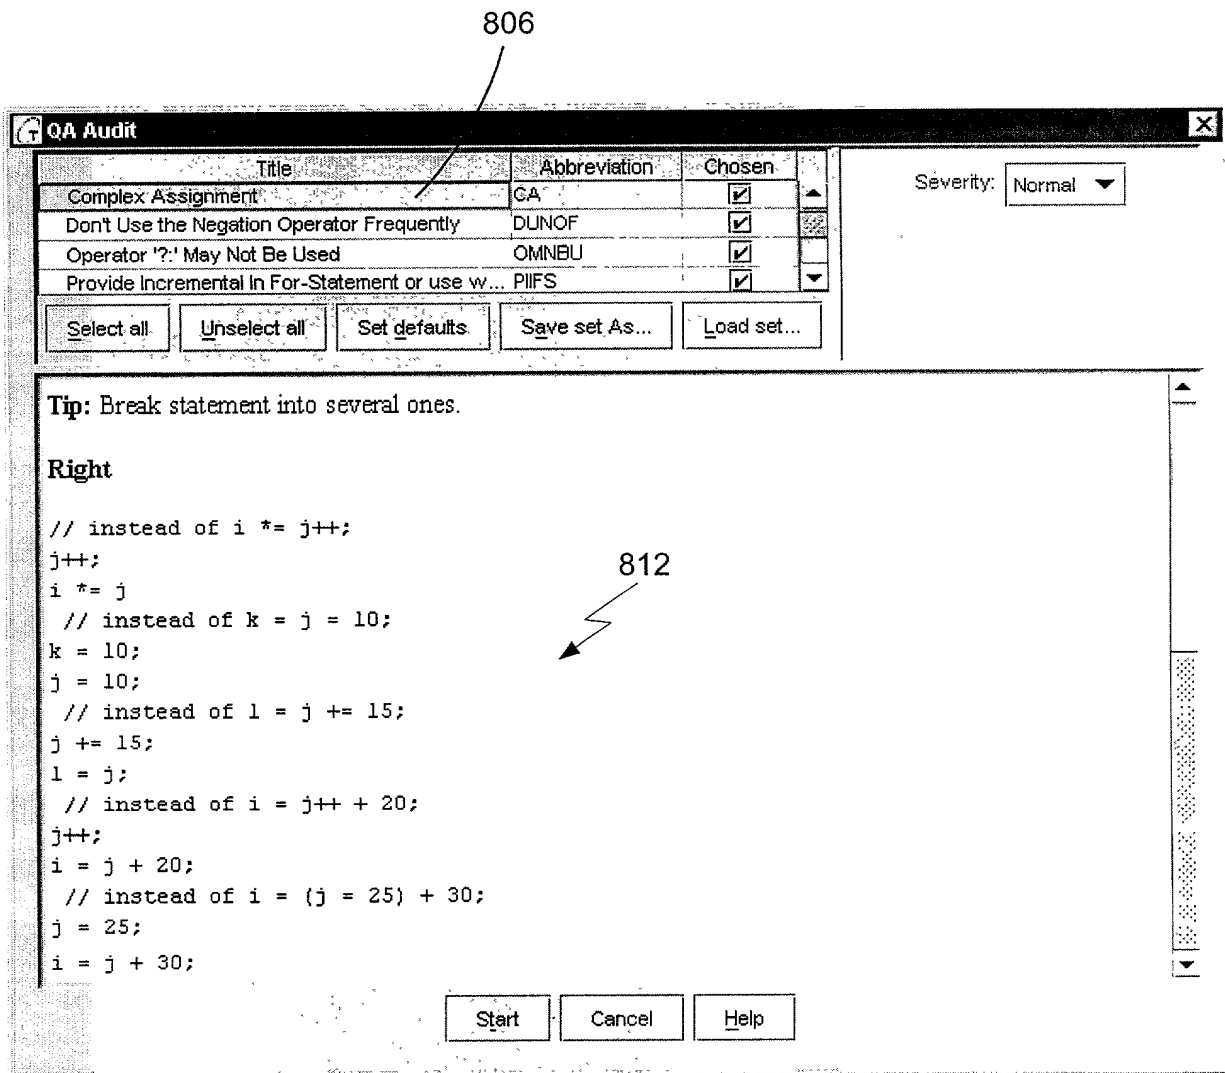 806
QA Audit
Title Abbreviation Chosen
Complex Assignment CA
Don't Use the Negation Operator Frequently DUNOF
Operator '?:' May Not Be Used OMNBU
Provide Incremental In For-Statement or use w... PIIFS
Severity: Normal
Select all Unselect all Set defaults Save set As... Load set...
Tip: Break statement into several ones.
Right
// instead of i *= j++;
j++;
i *= j
// instead of k = j = 10;
k = 10;
j = 10;
// instead of l = j += 15;
j += 15;
l = j;
// instead of i = j++ + 20;
j++;
i = j + 20;
// instead of i = (j = 25) + 30;
j = 25;
i = j + 30;
812
Start Cancel Help